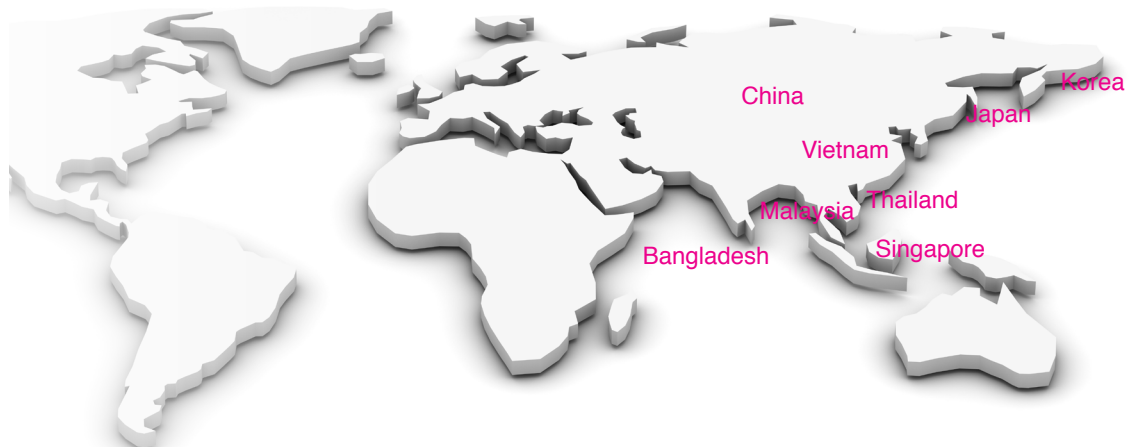 Korea
China
Japan
Vietnam
Thailand
Malaysia
Singapore
Bangladesh